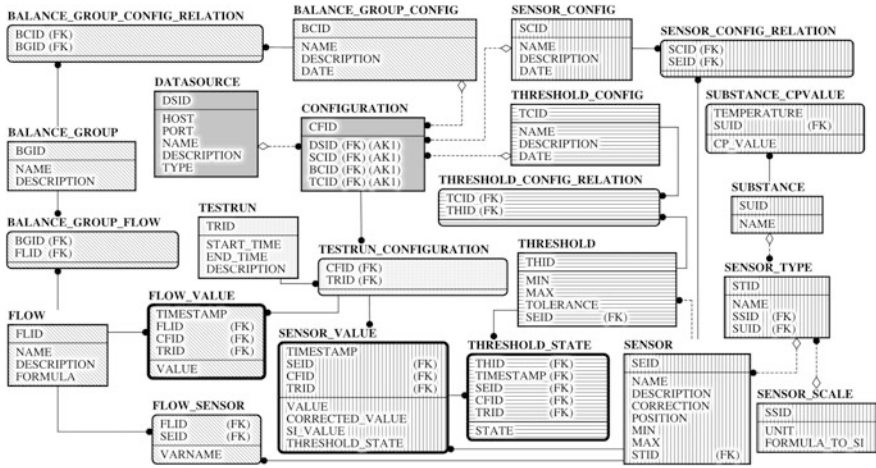 BALANCE_GROUP_CONFIG_RELATION
BCID (FK)
BGID (FK)
BALANCE_GROUP_CONFIG
BCID
NAME
DESCRIPTION
DATE
SENSOR_CONFIG
SCID
NAME
DESCRIPTION
DATE
SENSOR_CONFIG_RELATION
SCID (FK)
SEID (FK)
DATASOURCE
DSID
HOST
PORT
NAME
DESCRIPTION
TYPE
CONFIGURATION
CFID
DSID (FK) (AK1)
SCID (FK) (AK1)
BCID (FK) (AK1)
TCID (FK) (AK1)
THRESHOLD_CONFIG
TCID
NAME
DESCRIPTION
DATE
SUBSTANCE_CPVALUE
TEMPERATURE
SUID (FK)
CP_VALUE
BALANCE_GROUP
BGID
NAME
DESCRIPTION
THRESHOLD_CONFIG_RELATION
TCID (FK)
THID (FK)
SUBSTANCE
SUID
NAME
BALANCE_GROUP_FLOW
BGID (FK)
FLID (FK)
TESTRUN
TRID
START_TIME
END_TIME
DESCRIPTION
TESTRUN_CONFIGURATION
CFID (FK)
TRID (FK)
THRESHOLD
THID
MIN
MAX
TOLERANCE
SEID (FK)
SENSOR_TYPE
STID
NAME
SSID (FK)
SUID (FK)
FLOW
FLID
NAME
DESCRIPTION
FORMULA
FLOW_VALUE
TIMESTAMP
FLID (FK)
CFID (FK)
TRID (FK)
VALUE
SENSOR_VALUE
TIMESTAMP
SEID (FK)
CFID (FK)
TRID (FK)
VALUE
CORRECTED_VALUE
SI_VALUE
THRESHOLD_STATE
THRESHOLD_STATE
THID (FK)
TIMESTAMP (FK)
SEID (FK)
CFID (FK)
TRID (FK)
STATE
SENSOR
SEID
NAME
DESCRIPTION
CORRECTION
POSITION
MIN
MAX
STID (FK)
SENSOR_SCALE
SSID
UNIT
FORMULA_TO_SI
FLOW_SENSOR
FLID (FK)
SEID (FK)
VARNAME